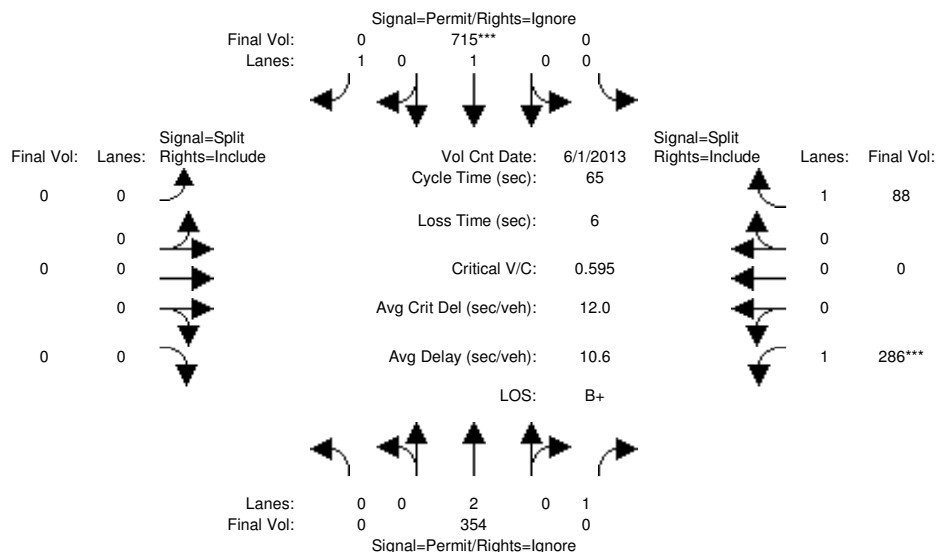 Signal=Permit/Rights=Ignore
Final Vol: 0 715*** 0
Lanes: 1 0 1 0 0
Signal=Split
Final Vol: Lanes: Rights=Include
Vol Cnt Date: 6/1/2013
Signal=Split
Rights=Include Lanes: Final Vol:
Cycle Time (sec): 65
0 0
1 88
Loss Time (sec): 6
0
0
0 0
Critical V/C: 0.595
0 0
0
Avg Crit Del (sec/veh): 12.0
0
0 0
Avg Delay (sec/veh): 10.6
1 286***
LOS: B+
Lanes: 0 0 2 0 1
Final Vol: 0 354 0
Signal=Permit/Rights=Ignore